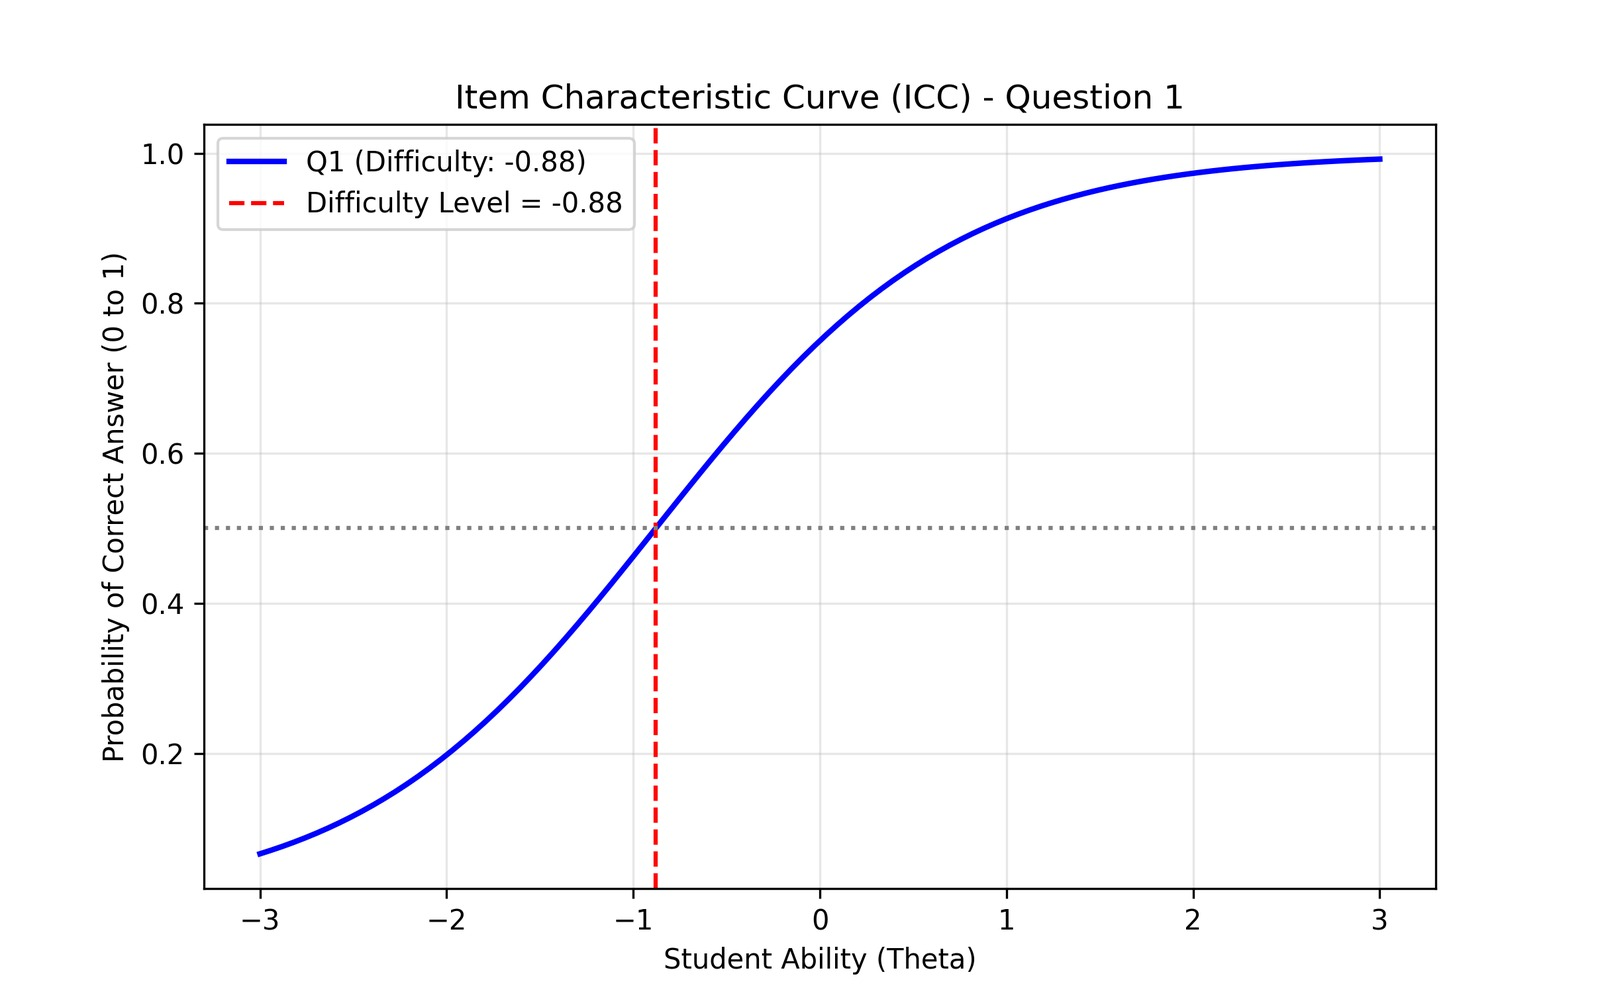 Item Characteristic Curve (ICC) - Question 1
Q1 (Difficulty: -0.88)
Difficulty Level = -0.88
Probability of Correct Answer (0 to 1)
1.0
0.8
0.6
0.4
0.2
−3 −2 −1 0 1 2 3
Student Ability (Theta)